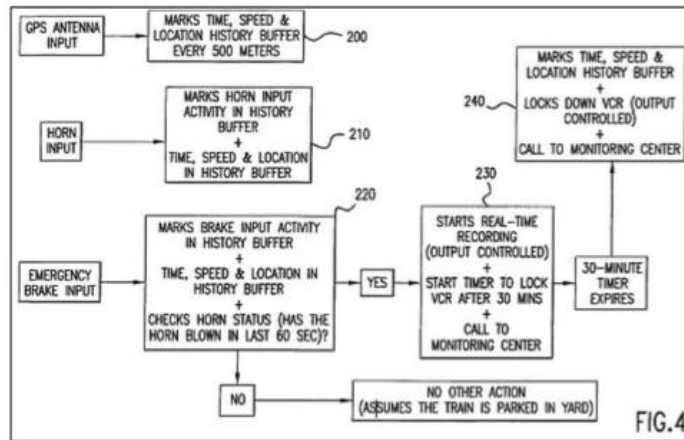 GPS ANTENNA
INPUT
MARKS TIME, SPEED &
LOCATION HISTORY BUFFER
EVERY 500 METERS
200
HORN
INPUT
MARKS HORN INPUT
ACTIVITY IN HISTORY
BUFFER
+
TIME, SPEED & LOCATION
IN HISTORY BUFFER
210
EMERGENCY
BRAKE INPUT
MARKS BRAKE INPUT ACTIVITY
IN HISTORY BUFFER
+
TIME, SPEED & LOCATION IN
HISTORY BUFFER
+
CHECKS HORN STATUS (HAS THE
HORN BLOWN IN LAST 60 SEC)?
220
YES
230
STARTS REAL-TIME
RECORDING
(OUTPUT CONTROLLED)
+
START TIMER TO LOCK
VCR AFTER 30 MINS
+
CALL TO
MONITORING CENTER
30-MINUTE
TIMER
EXPIRES
240
MARKS TIME, SPEED &
LOCATION HISTORY BUFFER
+
LOCKS DOWN VCR (OUTPUT
CONTROLLED)
+
CALL TO MONITORING CENTER
NO
NO OTHER ACTION
(ASSUMES THE TRAIN IS PARKED IN YARD)
FIG.4